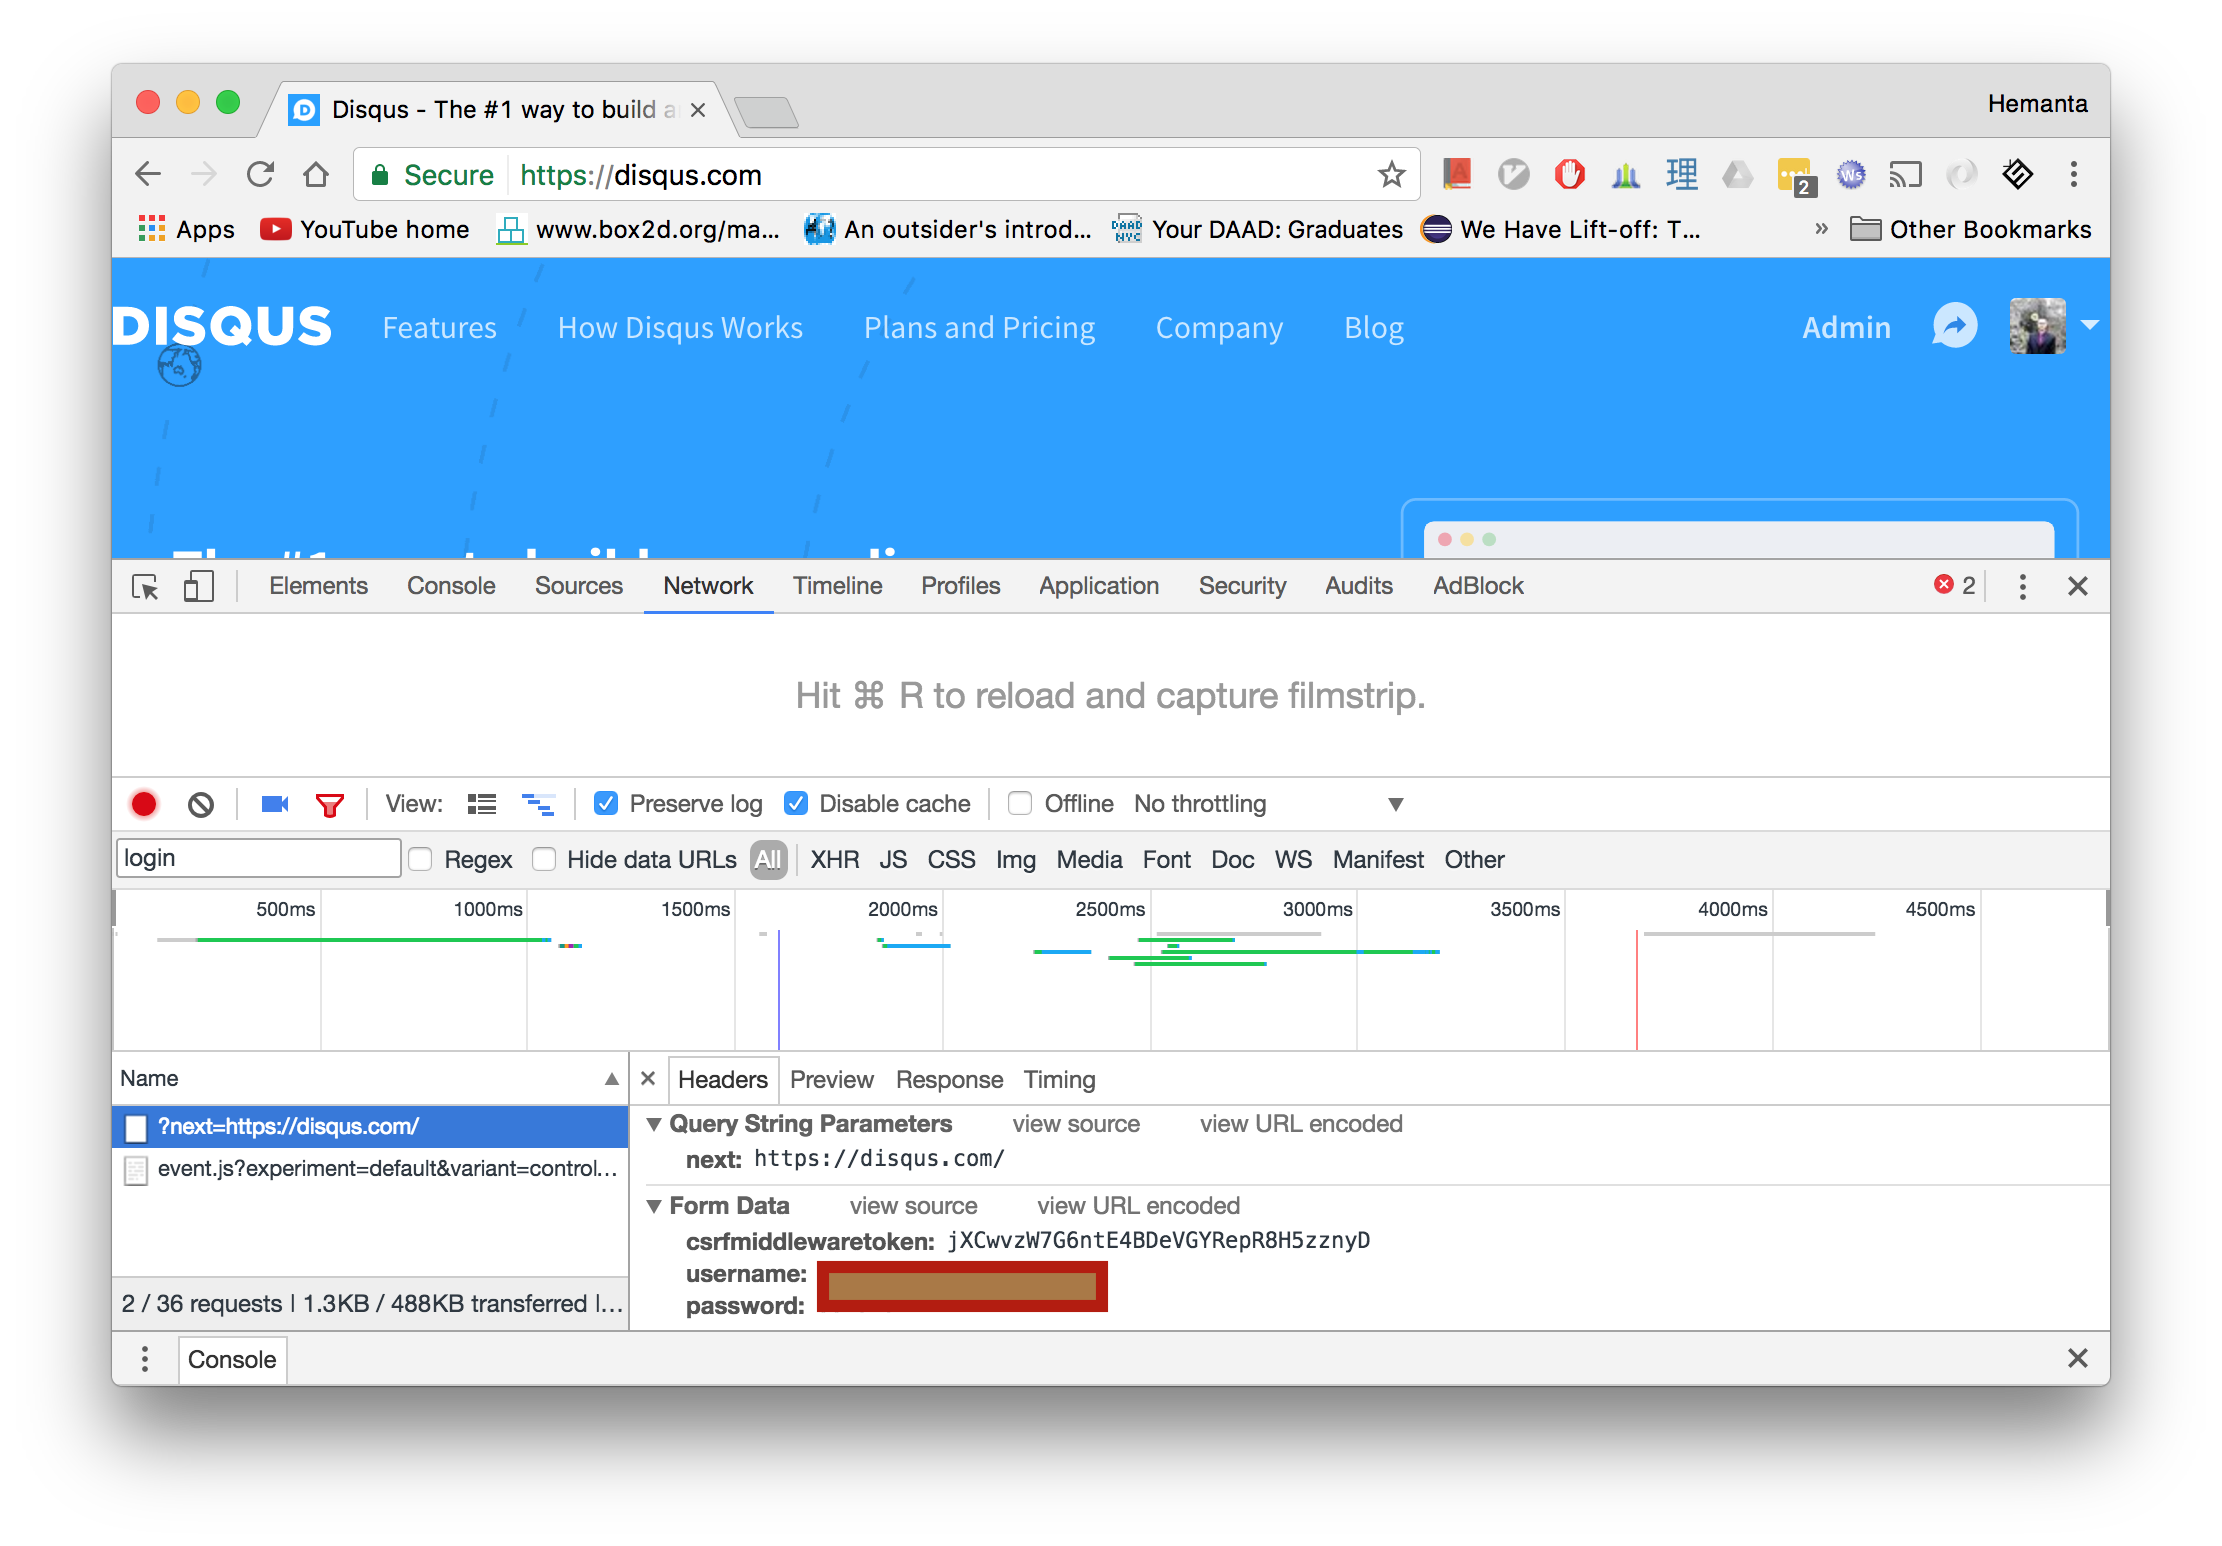 Disqus - The #1 way to build a
Hemanta
Secure https://disqus.com
2
Ws
理
Apps YouTube home www.box2d.org/ma... An outsider's introd... DAAD NYC Your DAAD: Graduates We Have Lift-off: T... » Other Bookmarks
DISQUS Features How Disqus Works Plans and Pricing Company Blog Admin
Elements Console Sources Network Timeline Profiles Application Security Audits AdBlock 2
Hit ⌘ R to reload and capture filmstrip.
View: Preserve log Disable cache Offline No throttling
login Regex Hide data URLs All XHR JS CSS Img Media Font Doc WS Manifest Other
500ms 1000ms 1500ms 2000ms 2500ms 3000ms 3500ms 4000ms 4500ms
Name Headers Preview Response Timing
?next=https://disqus.com/
event.js?experiment=default&variant=control...
2 / 36 requests | 1.3KB / 488KB transferred |...
Query String Parameters view source view URL encoded
next: https://disqus.com/
Form Data view source view URL encoded
csrfmiddlewaretoken: jXCwvzW7G6ntE4BDeVGYRepR8H5zznyD
username:
password:
Console